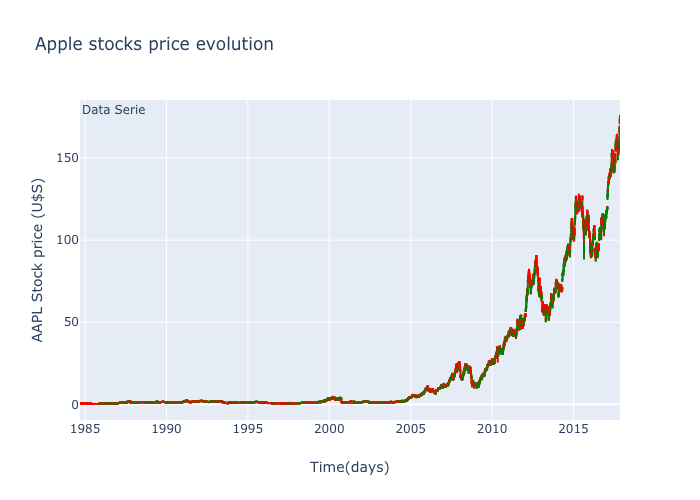 Apple stocks price evolution
Data Serie
AAPL Stock price (U$S)
150
100
50
0
1985 1990 1995 2000 2005 2010 2015
Time(days)